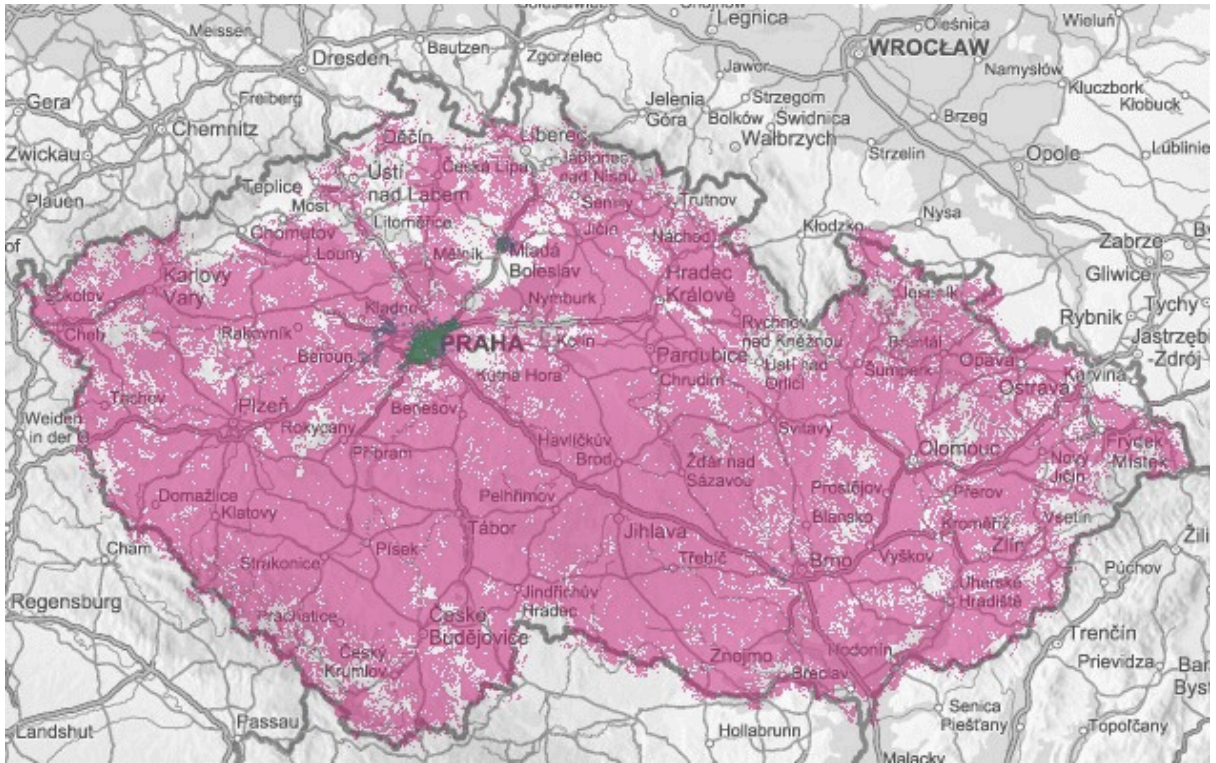 Legnica
Oleśnica
Wieluń
Meissen
Bautzen
Zgorzelec
WROCŁAW
Dresden
Jawor
Namysłów
Kluczbork
Kłobuck
Gera
Freiberg
Jelenia
Góra
Strzegom
Bolków
Świdnica
Brzeg
Chemnitz
Wałbrzych
Děčín
Liberec
Zwickau
Strzelin
Opole
Lubliniec
Česká Lípa
Jablonec
nad Nisou
Ústí
nad Labem
Teplice
Plauen
Most
Semily
Trutnov
Litoměřice
Nysa
Kłodzko
Chomutov
Jičín
Náchod
Zabrze
of
Louny
Mělník
Mladá
Boleslav
Karlovy
Vary
Hradec
Králové
Gliwice
Sokolov
Jeseník
Nymburk
Tychy
Kladno
Rybnik
Rychnov
nad Kněžnou
Cheb
Rakovník
PRAHA
Kolín
Bruntál
Jastrzębie
-Zdrój
Beroun
Pardubice
Ústí nad
Orlicí
Opava
Karviná
Kutná Hora
Chrudim
Šumperk
Ostrava
Tachov
Plzeň
Benešov
Weiden
in der O
Rokycany
Svitavy
Příbram
Havlíčkův
Brod
Olomouc
Frýdek
Místek
Žďár nad
Sázavou
Nový
Jičín
Domažlice
Klatovy
Pelhřimov
Prostějov
Přerov
Tábor
Jihlava
Blansko
Kroměříž
Vsetín
Cham
Písek
Zlín
Strakonice
Třebíč
Brno
Vyškov
Žili
Púchov
Regensburg
Jindřichův
Hradec
Uherské
Hradiště
Prachatice
České
Budějovice
Trenčín
Český
Krumlov
Znojmo
Hodonín
Prievidza
Břeclav
Passau
Senica
Landshut
Hollabrunn
Piešťany
Topoľčany
Malacky